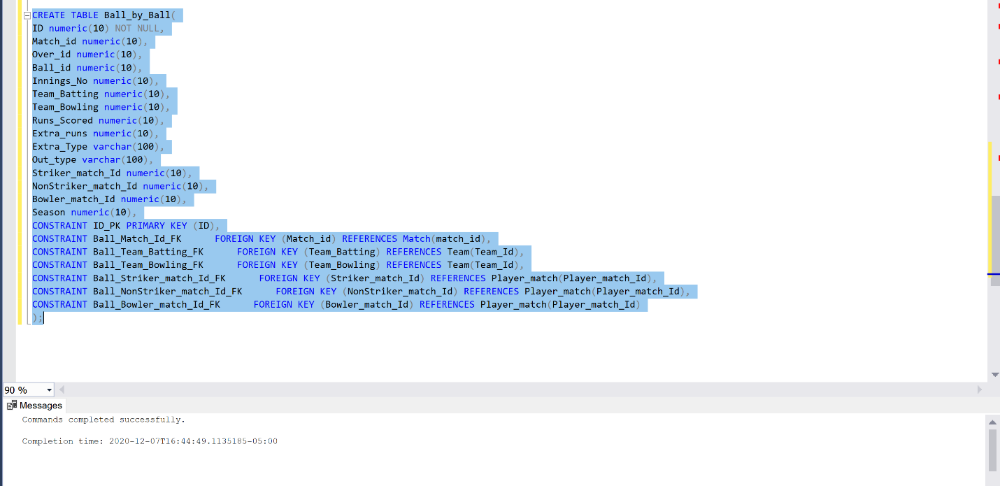 CREATE TABLE Ball_by_Ball(
ID numeric(10) NOT NULL,
Match_id numeric(10),
Over_id numeric(10),
Ball_id numeric(10),
Innings_No numeric(10),
Team_Batting numeric(10),
Team_Bowling numeric(10),
Runs_Scored numeric(10),
Extra_runs numeric(10),
Extra_Type varchar(100),
Out_type varchar(100),
Striker_match_Id numeric(10),
NonStriker_match_Id numeric(10),
Bowler_match_Id numeric(10),
Season numeric(10),
CONSTRAINT ID_PK PRIMARY KEY (ID),
CONSTRAINT Ball_Match_Id_FK      FOREIGN KEY (Match_id) REFERENCES Match(match_id),
CONSTRAINT Ball_Team_Batting_FK      FOREIGN KEY (Team_Batting) REFERENCES Team(Team_Id),
CONSTRAINT Ball_Team_Bowling_FK      FOREIGN KEY (Team_Bowling) REFERENCES Team(Team_Id),
CONSTRAINT Ball_Striker_match_Id_FK      FOREIGN KEY (Striker_match_Id) REFERENCES Player_match(Player_match_Id),
CONSTRAINT Ball_NonStriker_match_Id_FK      FOREIGN KEY (NonStriker_match_Id) REFERENCES Player_match(Player_match_Id),
CONSTRAINT Ball_Bowler_match_Id_FK      FOREIGN KEY (Bowler_match_Id) REFERENCES Player_match(Player_match_Id)
);
90 %
Messages
Commands completed successfully.
Completion time: 2020-12-07T16:44:49.1135185-05:00